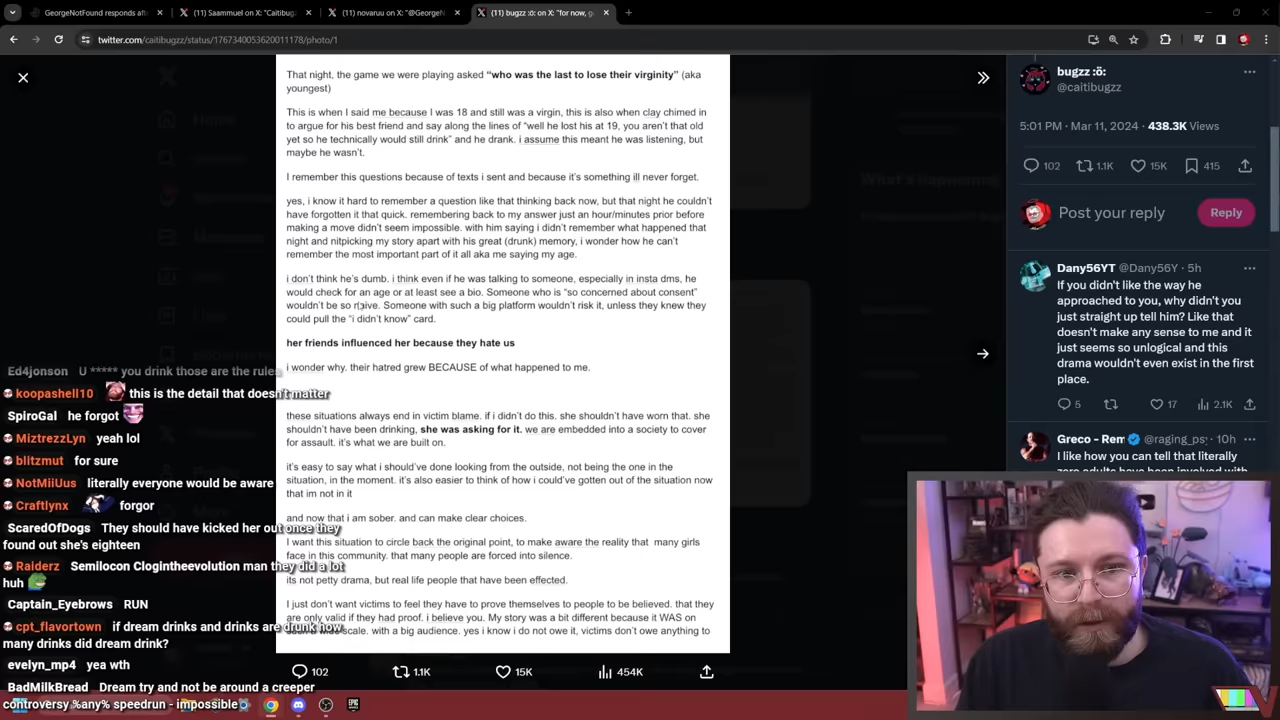 GeorgeNotFound responds aft
(11) Saammuel on X: "Caitibugz
(11) novaruu on X: "@GeorgeN
(11) bugzz :ö: on X: "for now, g
twitter.com/caitibugzz/status/1767340053620011178/photo/1
That night, the game we were playing asked "who was the last to lose their virginity" (aka
youngest)
This is when I said me because I was 18 and still was a virgin, this is also when clay chimed in
to argue for his best friend and say along the lines of "well he lost his at 19, you aren't that old
yet so he technically would still drink" and he drank. i assume this meant he was listening, but
maybe he wasn't.
I remember this questions because of texts i sent and because it's something ill never forget.
yes, i know it hard to remember a question like that thinking back now, but that night he couldn't
have forgotten it that quick. remembering back to my answer just an hour/minutes prior before
making a move didn't seem impossible. with him saying i didn't remember what happened that
night and nitpicking my story apart with his great (drunk) memory, i wonder how he can't
remember the most important part of it all aka me saying my age.
i don't think he's dumb. i think even if he was talking to someone, especially in insta dms, he
would check for an age or at least see a bio. Someone who is "so concerned about consent"
wouldn't be so naive. Someone with such a big platform wouldn't risk it, unless they knew they
could pull the "i didn't know" card.
her friends influenced her because they hate us
i wonder why. their hatred grew BECAUSE of what happened to me.
these situations always end in victim blame. if i didn't do this. she shouldn't have worn that. she
shouldn't have been drinking, she was asking for it. we are embedded into a society to cover
for assault. it's what we are built on.
it's easy to say what i should've done looking from the outside, not being the one in the
situation, in the moment. it's also easier to think of how i could've gotten out of the situation now
that im not in it
and now that i am sober. and can make clear choices.
I want this situation to circle back the original point, to make aware the reality that many girls
face in this community. that many people are forced into silence.
its not petty drama, but real life people that have been effected.
I just don't want victims to feel they have to prove themselves to people to be believed. that they
are only valid if they had proof. i believe you. My story was a bit different because it WAS on
scale. with a big audience. yes i know i do not owe it, victims don't owe anything to
102
1.1K
15K
454K
Ed4jonson U ***** you drink those are the rules
koopashell10 this is the detail that doesn't matter
SpiroGal he forgot
MiztrezzLyn yeah lol
blitzmut for sure
NotMiiUus literally everyone would be aware
Craftlynx forgor
ScaredOfDogs They should have kicked her out once they
found out she's eighteen
Raiderz Semilocon Clogintheevolution man they did a lot
huh
Captain_Eyebrows RUN
cpt_flavortown if dream drinks and drinks are drunk how
many drinks did dream drink?
evelyn_mp4 yea wth
BadMilkBread Dream try and not be around a creeper
controversy %any% speedrun - impossible
bugzz :ö:
@caitibugzz
5:01 PM · Mar 11, 2024 · 438.3K Views
102
1.1K
15K
415
Post your reply
Reply
Dany56YT @Dany56Y · 5h
If you didn't like the way he
approached to you, why didn't you
just straight up tell him? Like that
doesn't make any sense to me and it
just seems so unlogical and this
drama wouldn't even exist in the first
place.
5
17
2.1K
Greco - Rem @raging_ps · 10h
I like how you can tell that literally
zero adults have been involved with
EPIC